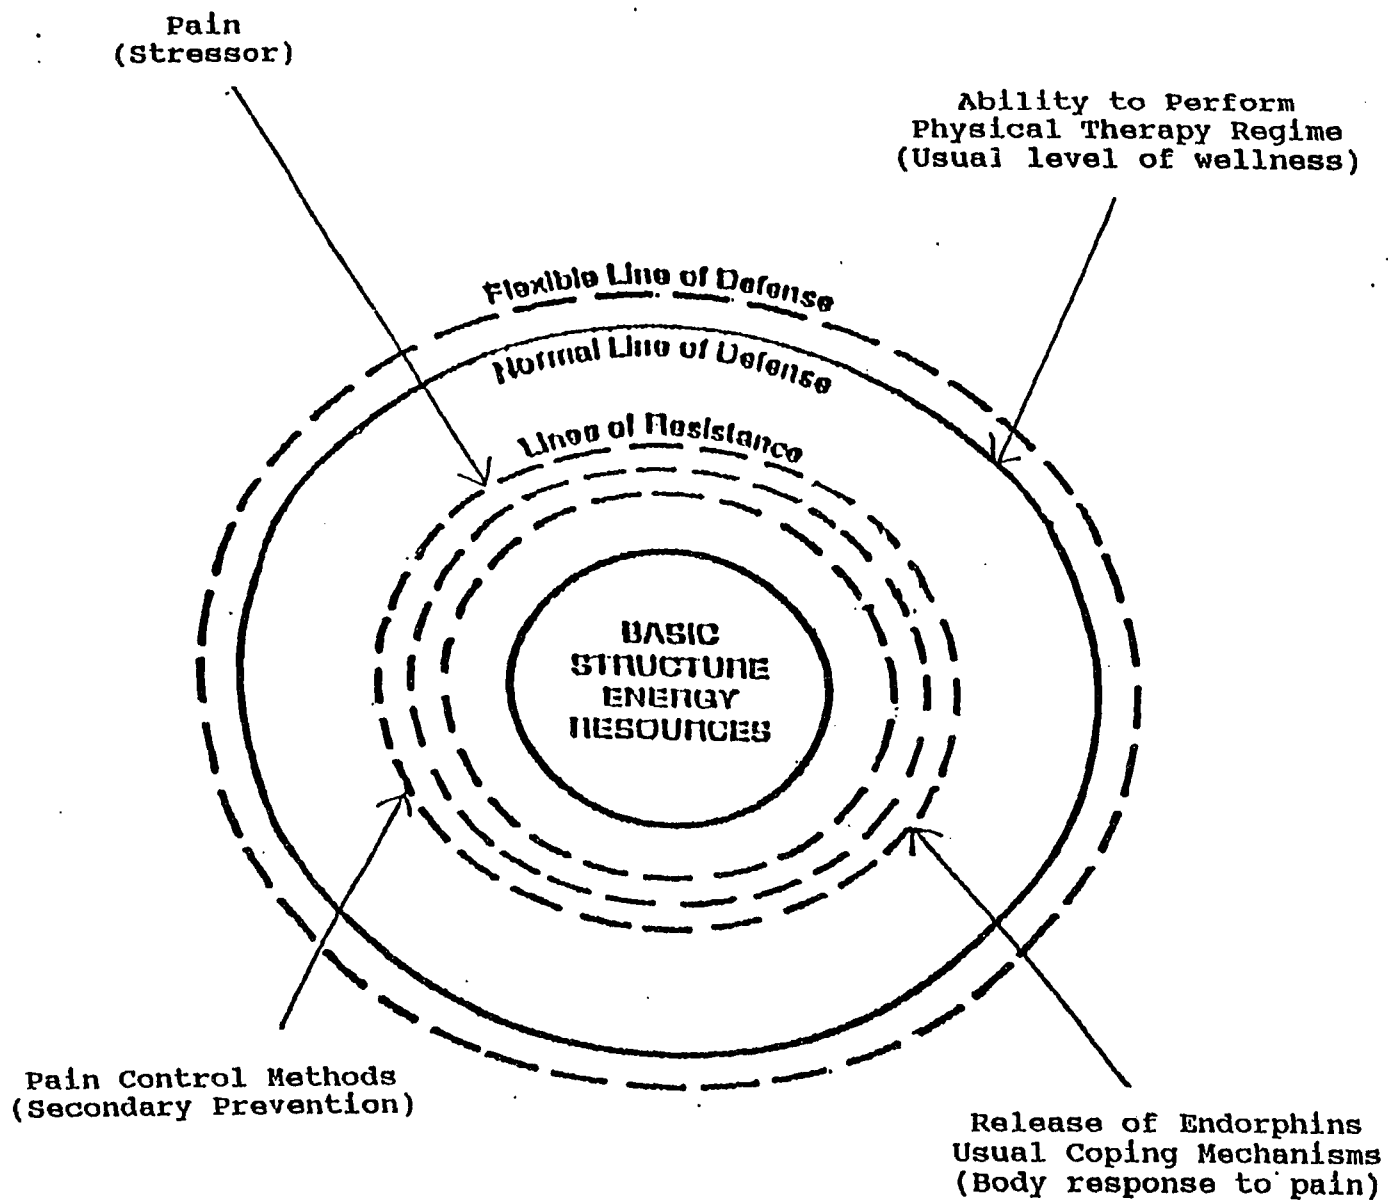 Pain
(Stressor)
Ability to Perform
Physical Therapy Regime
(Usual level of wellness)
Flexible Line of Defense
Normal Line of Defense
Lines of Resistance
BASIC
STRUCTURE
ENERGY
RESOURCES
Pain Control Methods
(Secondary Prevention)
Release of Endorphins
Usual Coping Mechanisms
(Body response to pain)